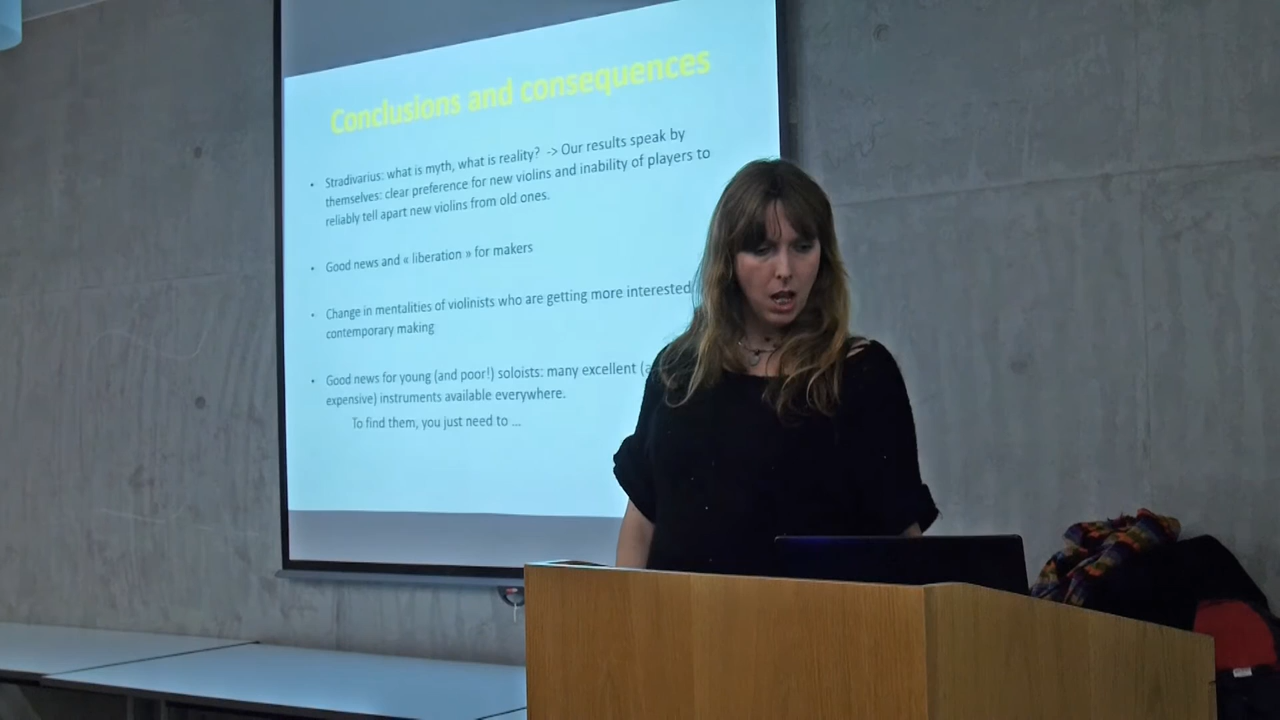 Conclusions and consequences
• Stradivarius: what is myth, what is reality? -> Our results speak by
themselves: clear preference for new violins and inability of players to
reliably tell apart new violins from old ones.
• Good news and « liberation » for makers
• Change in mentalities of violinists who are getting more interested
contemporary making
• Good news for young (and poor!) soloists: many excellent (
expensive) instruments available everywhere.
To find them, you just need to ...